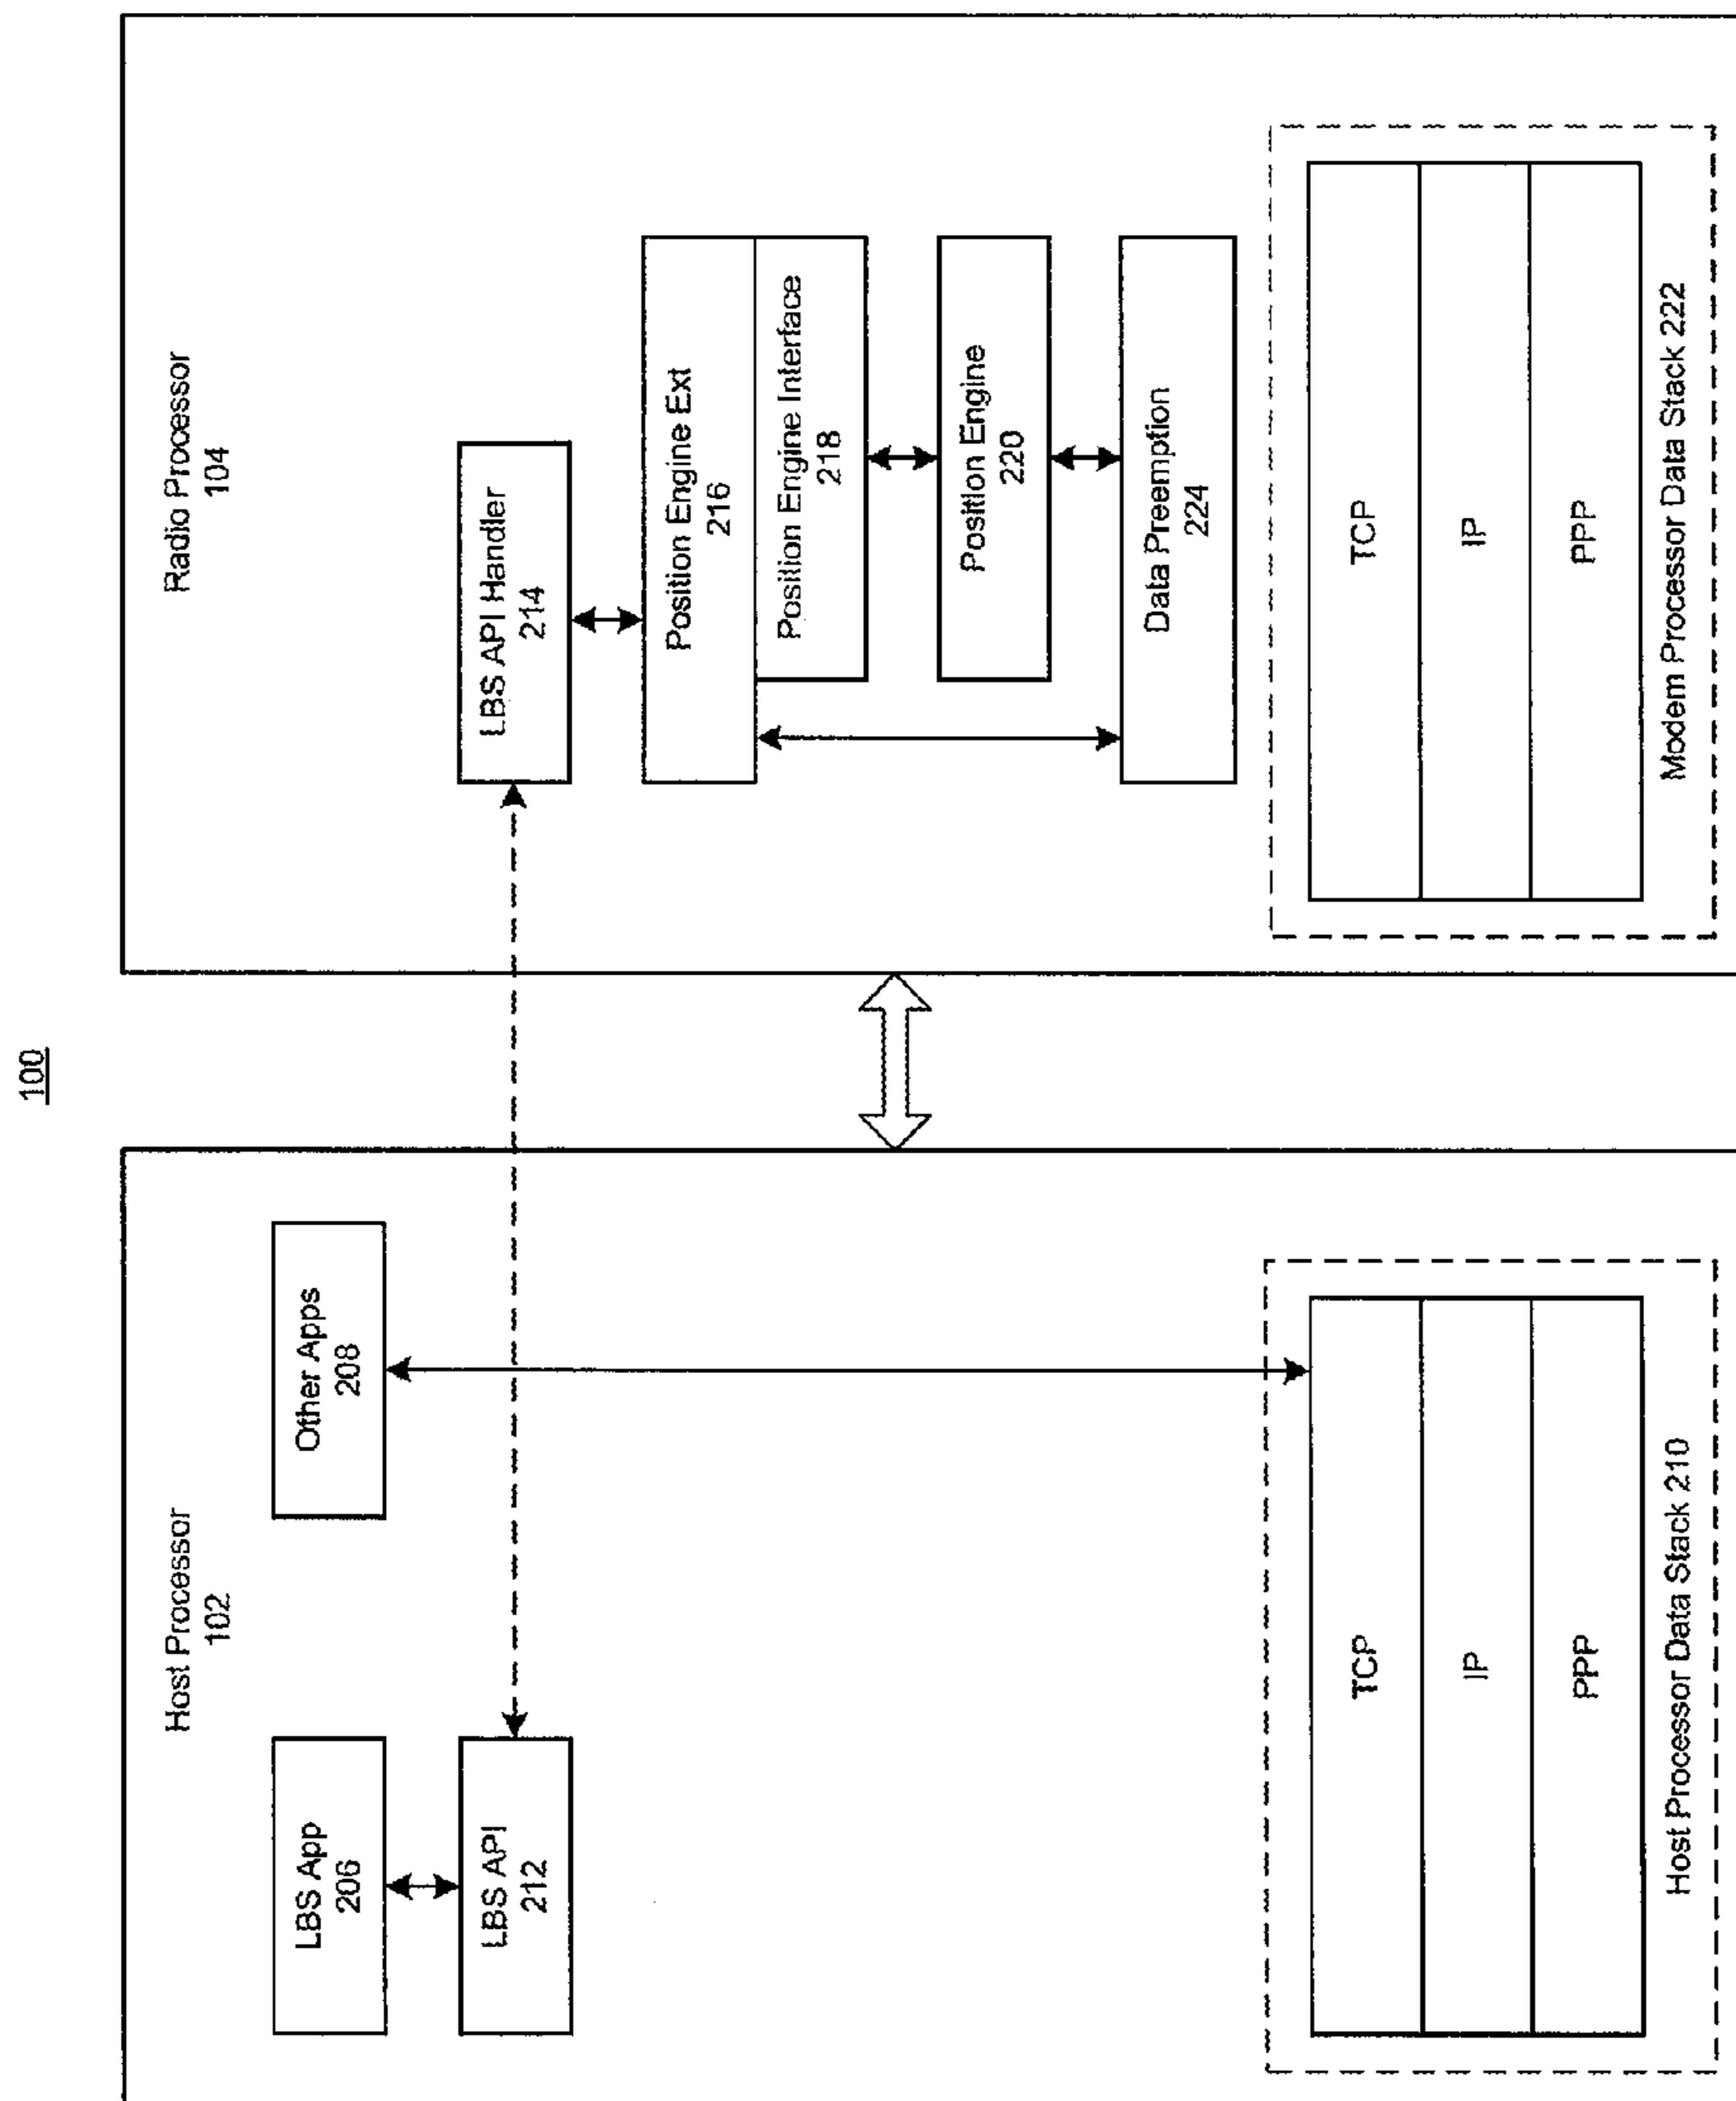 100
Host Processor
102
LBS App
206
Other Apps
208
LBS API
212
TCP
IP
PPP
Host Processor Data Stack 210
Radio Processor
104
LBS API Handler
214
Position Engine Ext
216
Position Engine Interface
218
Position Engine
220
Data Preemption
224
TCP
IP
PPP
Modem Processor Data Stack 222